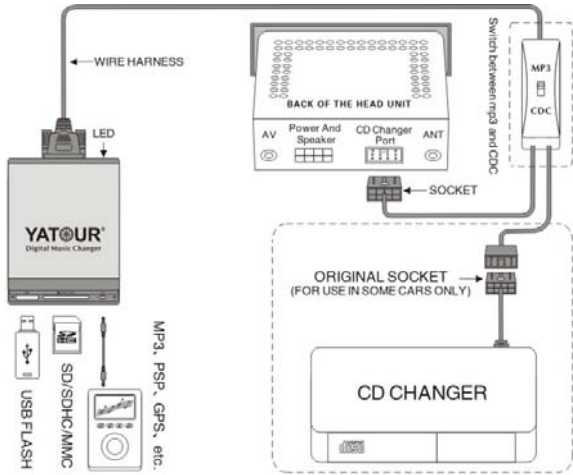 WIRE HARNESS
LED
YATOUR®
Digital Music Changer
USB FLASH
SD/SDHC/MMC
MP3、PSP、GPS、etc.
BACK OF THE HEAD UNIT
AV
Power And
Speaker
CD Changer
Port
ANT
SOCKET
Switch between mp3 and CDC
MP3
CDC
ORIGINAL SOCKET
(FOR USE IN SOME CARS ONLY)
CD CHANGER